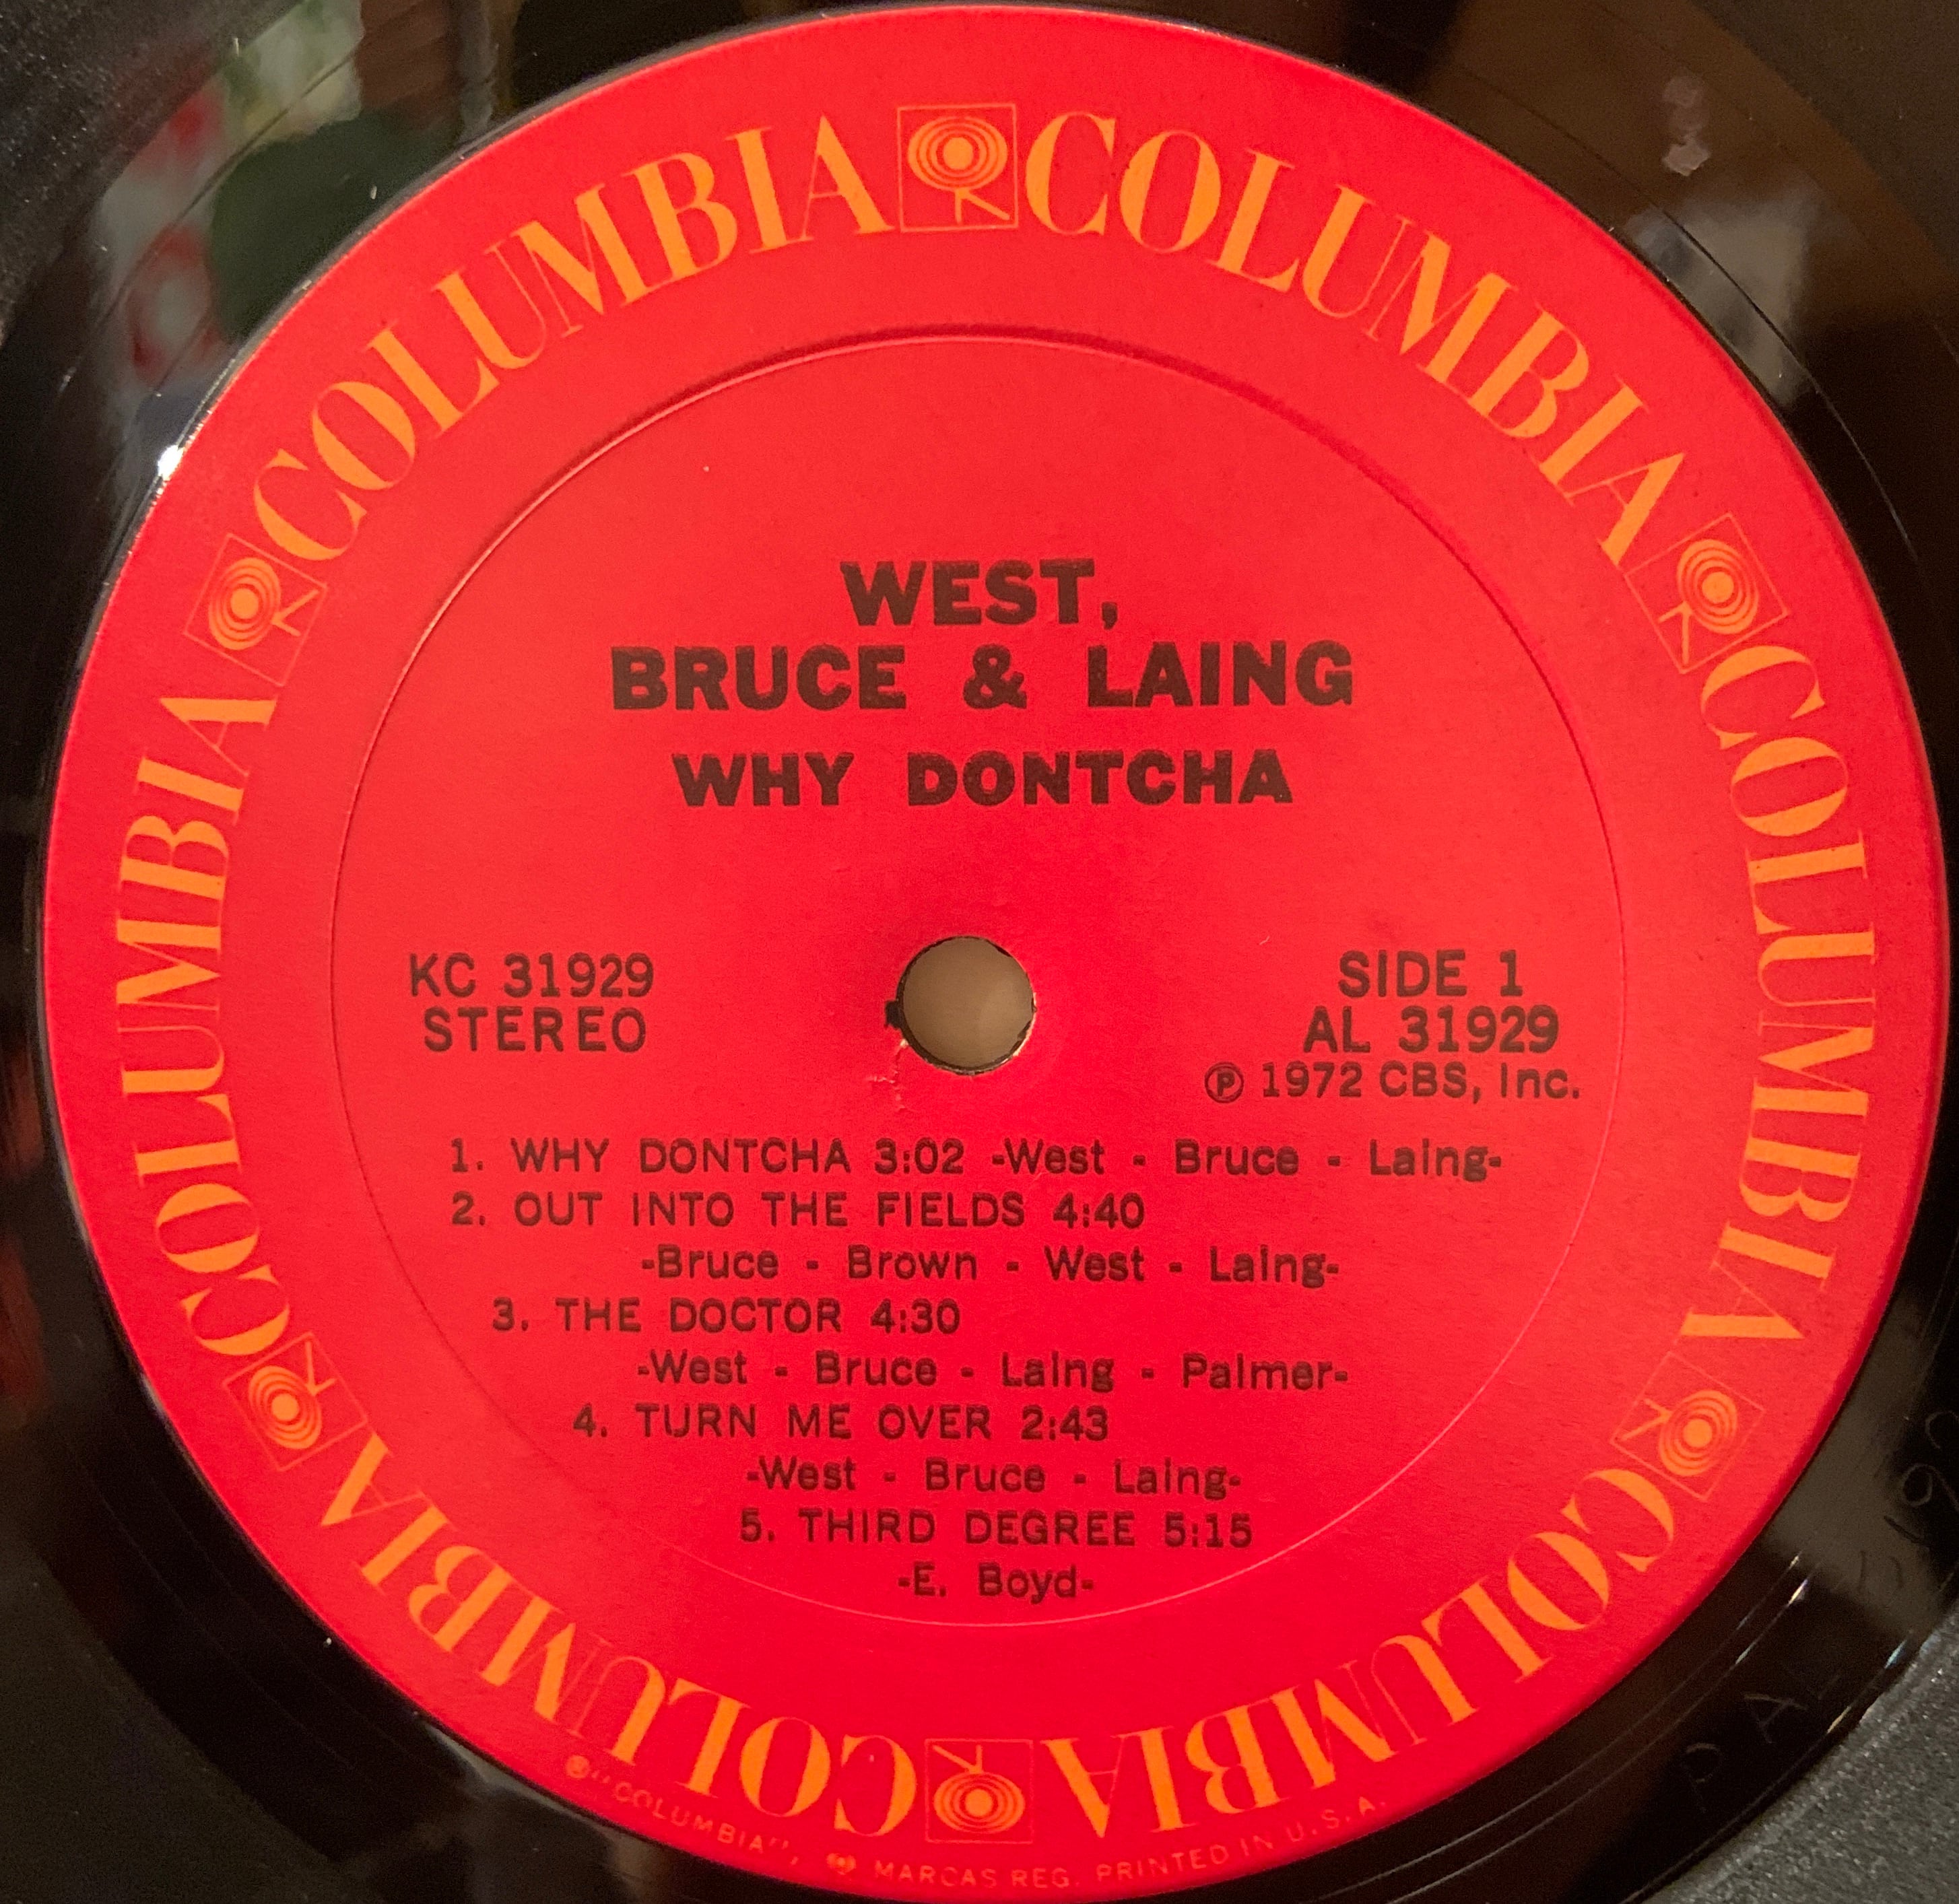 COLUMBIA COLUMBIA COLUMBIA COLUMBIA COLUMBIA COLUMBIA
WEST,
BRUCE & LAING
WHY DONTCHA
KC 31929
STEREO
SIDE 1
AL 31929
Ⓟ 1972 CBS, Inc.
1. WHY DONTCHA 3:02 -West - Bruce - Laing-
2. OUT INTO THE FIELDS 4:40
-Bruce - Brown - West - Laing-
3. THE DOCTOR 4:30
-West - Bruce - Laing - Palmer-
4. TURN ME OVER 2:43
-West - Bruce - Laing-
5. THIRD DEGREE 5:15
-E. Boyd-
® "COLUMBIA", MARCAS REG. PRINTED IN U.S.A.
PAL